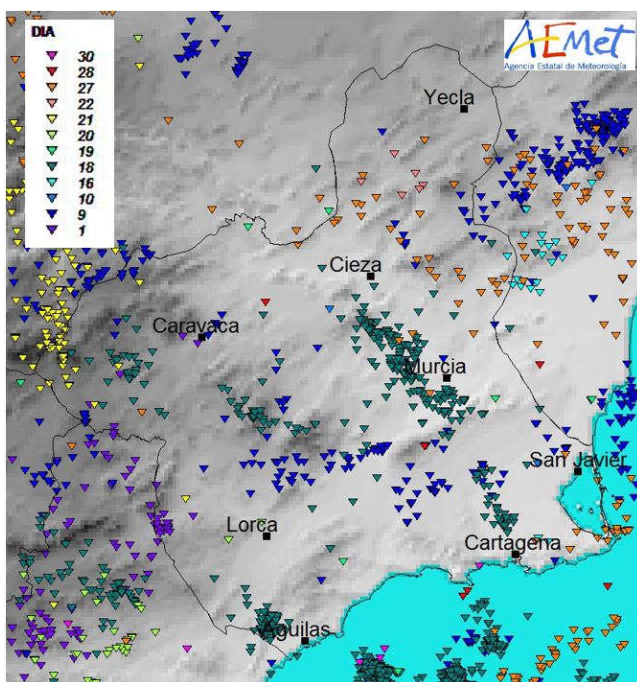 DIA
30
28
27
22
21
20
19
18
16
10
9
1
AEMet
Agencia Estatal de Meteorología
Yecla
Cieza
Caravaca
Murcia
San Javier
Lorca
Cartagena
Aguilas